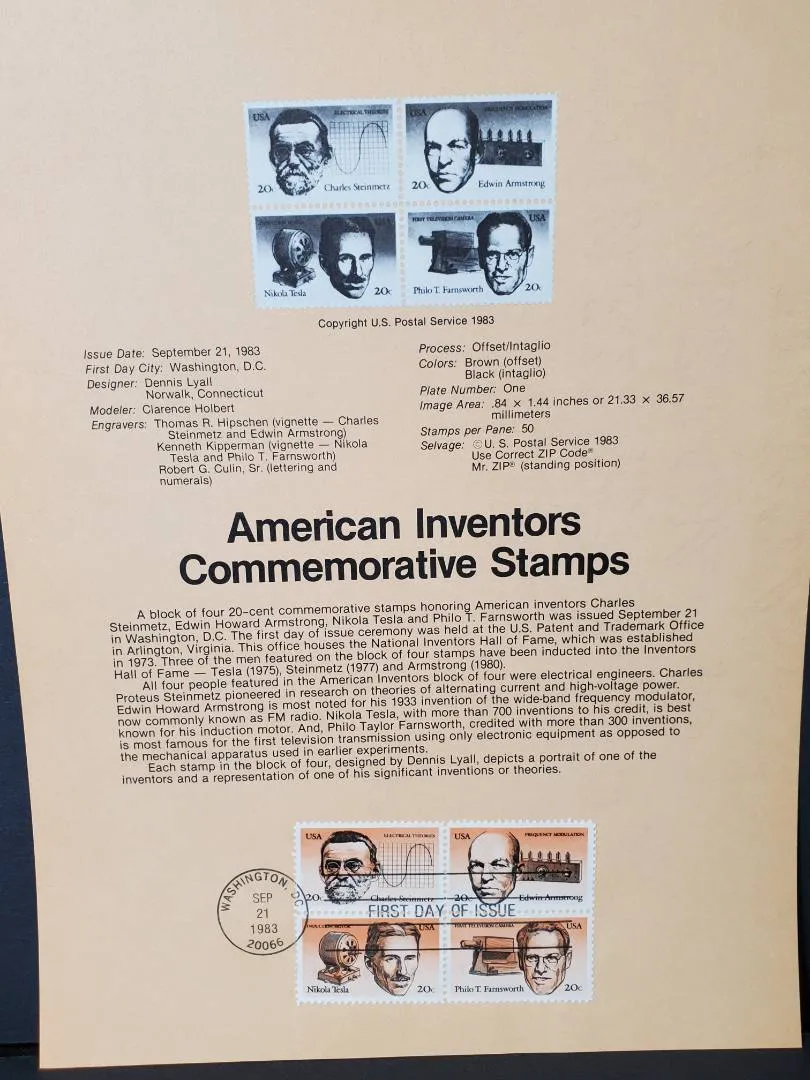 USA
ELECTRICAL THEORIES
20c
Charles Steinmetz
FREQUENCY MODULATION
USA
20c
Edwin Armstrong
USA
Nikola Tesla
20c
FIRST TELEVISION CAMERA
USA
Philo T. Farnsworth
20c
Copyright U.S. Postal Service 1983
Issue Date: September 21, 1983
First Day City: Washington, D.C.
Designer: Dennis Lyall
Norwalk, Connecticut
Modeler: Clarence Holbert
Engravers: Thomas R. Hipschen (vignette — Charles
Steinmetz and Edwin Armstrong)
Kenneth Kipperman (vignette — Nikola
Tesla and Philo T. Farnsworth)
Robert G. Culin, Sr. (lettering and
numerals)
Process: Offset/Intaglio
Colors: Brown (offset)
Black (intaglio)
Plate Number: One
Image Area: .84 × 1.44 inches or 21.33 × 36.57
millimeters
Stamps per Pane: 50
Selvage: © U. S. Postal Service 1983
Use Correct ZIP Code®
Mr. ZIP® (standing position)
American Inventors
Commemorative Stamps
A block of four 20-cent commemorative stamps honoring American inventors Charles
Steinmetz, Edwin Howard Armstrong, Nikola Tesla and Philo T. Farnsworth was issued September 21
in Washington, D.C. The first day of issue ceremony was held at the U.S. Patent and Trademark Office
in Arlington, Virginia. This office houses the National Inventors Hall of Fame, which was established
in 1973. Three of the men featured on the block of four stamps have been inducted into the Inventors
Hall of Fame — Tesla (1975), Steinmetz (1977) and Armstrong (1980).
All four people featured in the American Inventors block of four were electrical engineers. Charles
Proteus Steinmetz pioneered in research on theories of alternating current and high-voltage power.
Edwin Howard Armstrong is most noted for his 1933 invention of the wide-band frequency modulator,
now commonly known as FM radio. Nikola Tesla, with more than 700 inventions to his credit, is best
known for his induction motor. And, Philo Taylor Farnsworth, credited with more than 300 inventions,
is most famous for the first television transmission using only electronic equipment as opposed to
the mechanical apparatus used in earlier experiments.
Each stamp in the block of four, designed by Dennis Lyall, depicts a portrait of one of the
inventors and a representation of one of his significant inventions or theories.
USA
ELECTRICAL THEORIES
20c
Charles Steinmetz
USA
FREQUENCY MODULATION
20c
Edwin Armstrong
WASHINGTON, DC
SEP
21
1983
20066
FIRST DAY OF ISSUE
INDUCTION MOTOR
USA
Nikola Tesla
20c
FIRST TELEVISION CAMERA
USA
Philo T. Farnsworth
20c